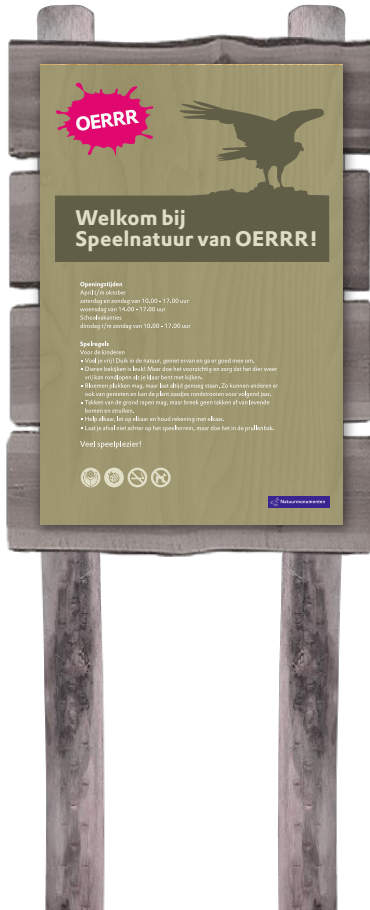 OERRR
Welkom bij
Speelnatuur van OERRR!
Openingstijden
April t/m oktober
zaterdag en zondag van 10.00 - 17.00 uur
woensdag van 14.00 - 17.00 uur
Schoolvakanties
dinsdag t/m zondag van 10.00 - 17.00 uur
Spelregels
Voor de kinderen
• Voel je vrij! Duik in de natuur, geniet ervan en ga er goed mee om.
• Dieren bekijken is leuk! Maar doe het voorzichtig en zorg dat het dier weer
vrij kan rondlopen als je klaar bent met kijken.
• Bloemen plukken mag, maar laat altijd genoeg staan. Zo kunnen anderen er
ook van genieten en kan de plant zaadjes rondstrooien voor volgend jaar.
• Takken van de grond rapen mag, maar breek geen takken af van levende
bomen en struiken.
• Help elkaar, let op elkaar en houd rekening met elkaar.
• Laat je afval niet achter op het speelterrein, maar doe het in de prullenbak.
Veel speelplezier!
Natuurmonumenten